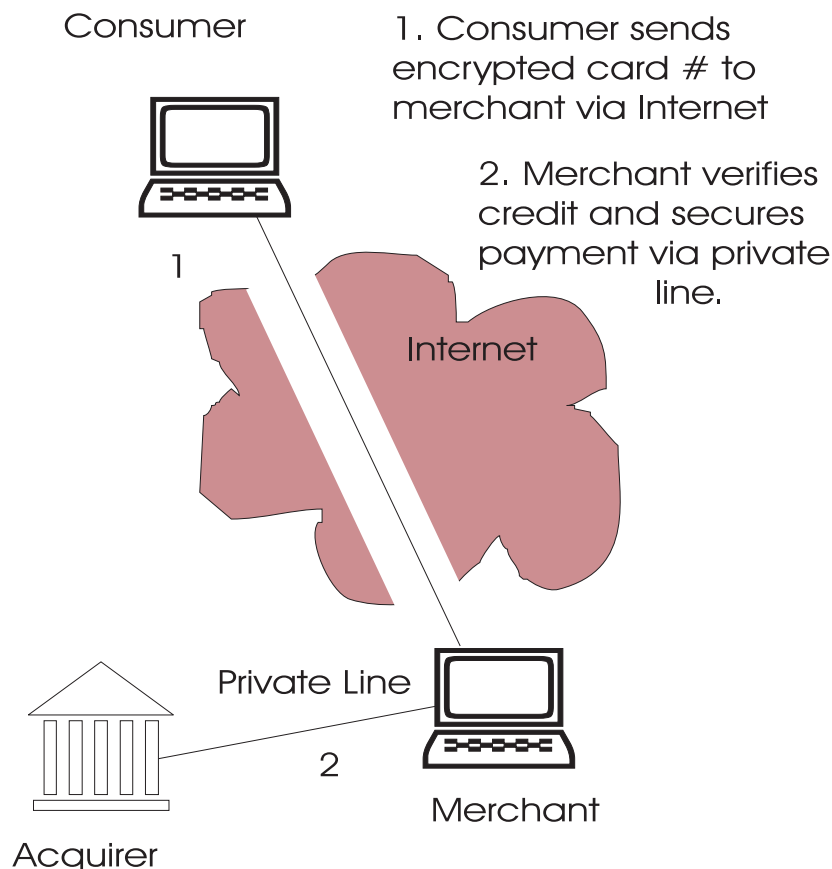 Consumer
1. Consumer sends
encrypted card # to
merchant via Internet
2. Merchant verifies
credit and secures
payment via private
line.
1
Internet
Private Line
2
Merchant
Acquirer